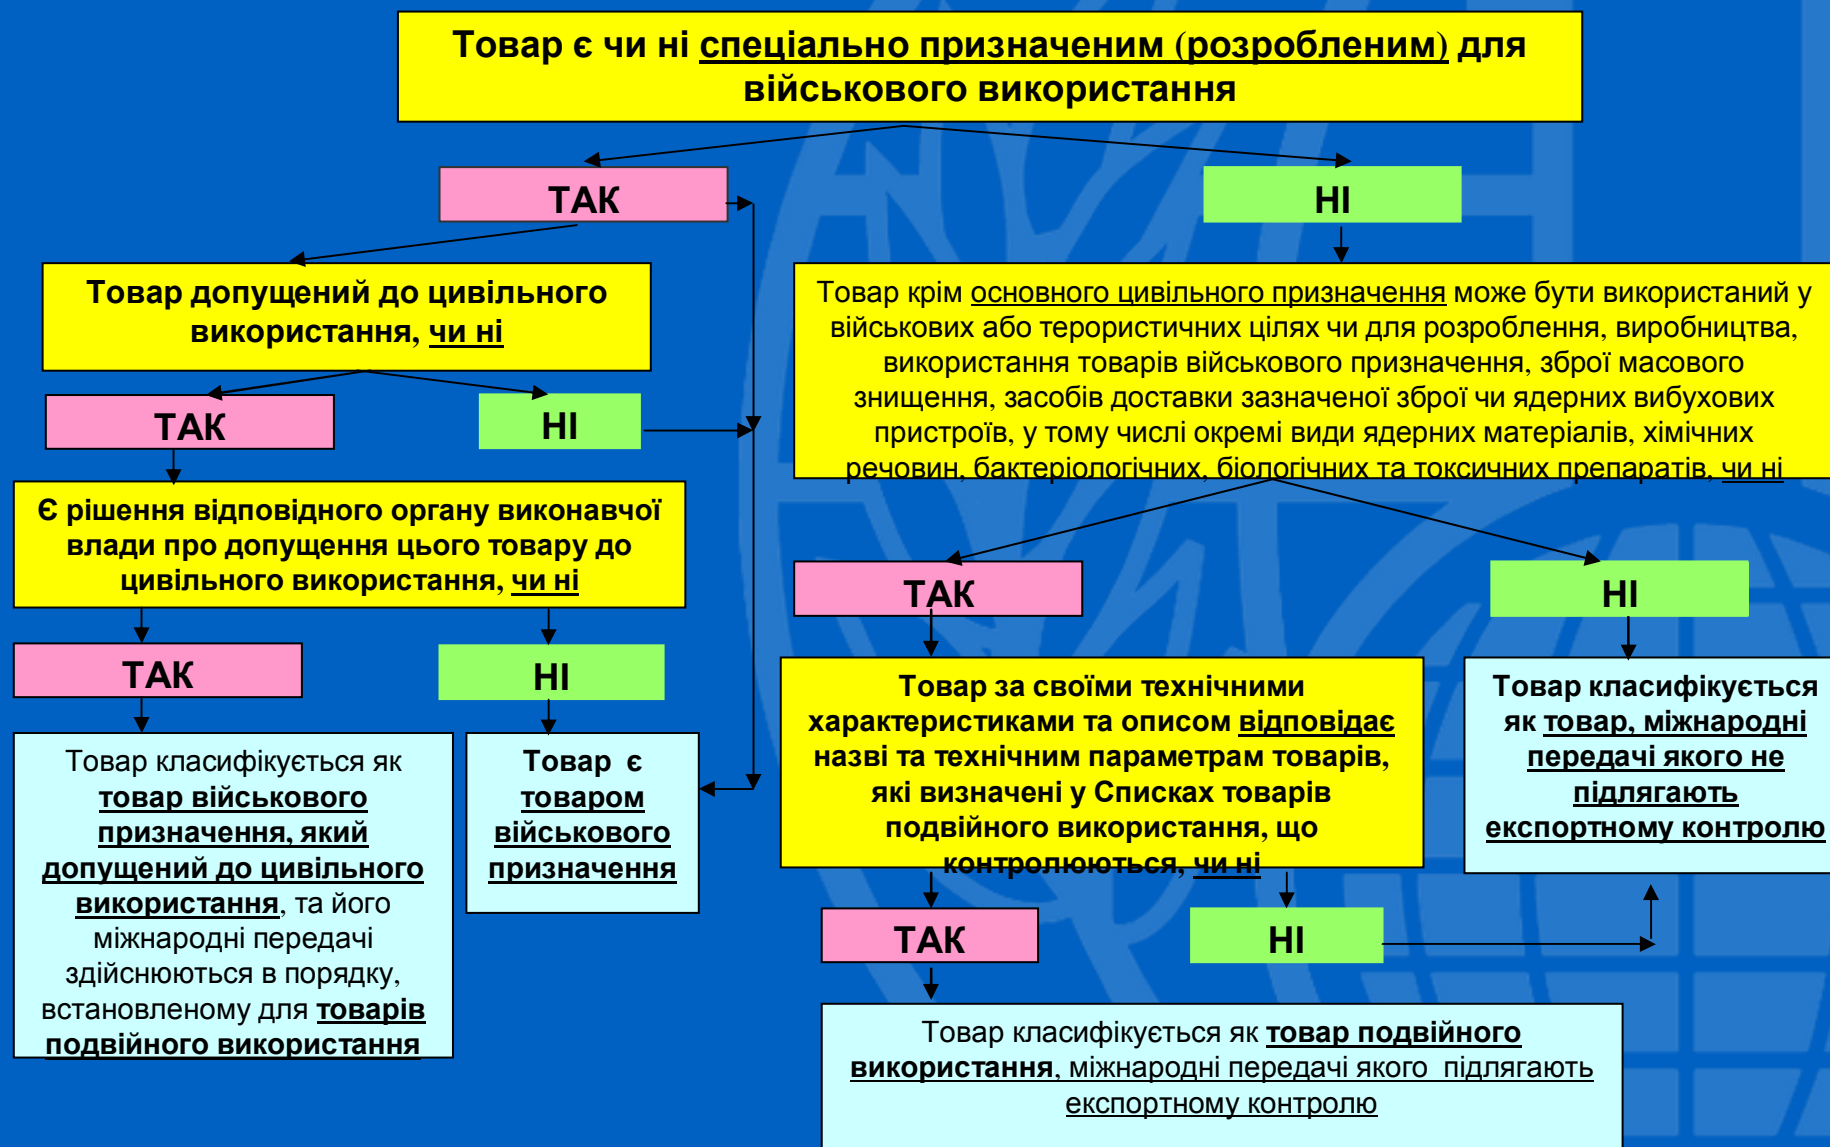 Товар є чи ні спеціально призначеним (розробленим) для
військового використання
ТАК
НІ
Товар допущений до цивільного
використання, чи ні
Товар крім основного цивільного призначення може бути використаний у
військових або терористичних цілях чи для розроблення, виробництва,
використання товарів військового призначення, зброї масового
знищення, засобів доставки зазначеної зброї чи ядерних вибухових
пристроїв, у тому числі окремі види ядерних матеріалів, хімічних
речовин, бактеріологічних, біологічних та токсичних препаратів, чи ні
ТАК
НІ
Є рішення відповідного органу виконавчої
влади про допущення цього товару до
цивільного використання, чи ні
ТАК
НІ
ТАК
НІ
Товар класифікується як
товар військового
призначення, який
допущений до цивільного
використання, та його
міжнародні передачі
здійснюються в порядку,
встановленому для товарів
подвійного використання
Товар є
товаром
військового
призначення
Товар за своїми технічними
характеристиками та описом відповідає
назві та технічним параметрам товарів,
які визначені у Списках товарів
подвійного використання, що
контролюються, чи ні
Товар класифікується
як товар, міжнародні
передачі якого не
підлягають
експортному контролю
ТАК
НІ
Товар класифікується як товар подвійного
використання, міжнародні передачі якого підлягають
експортному контролю